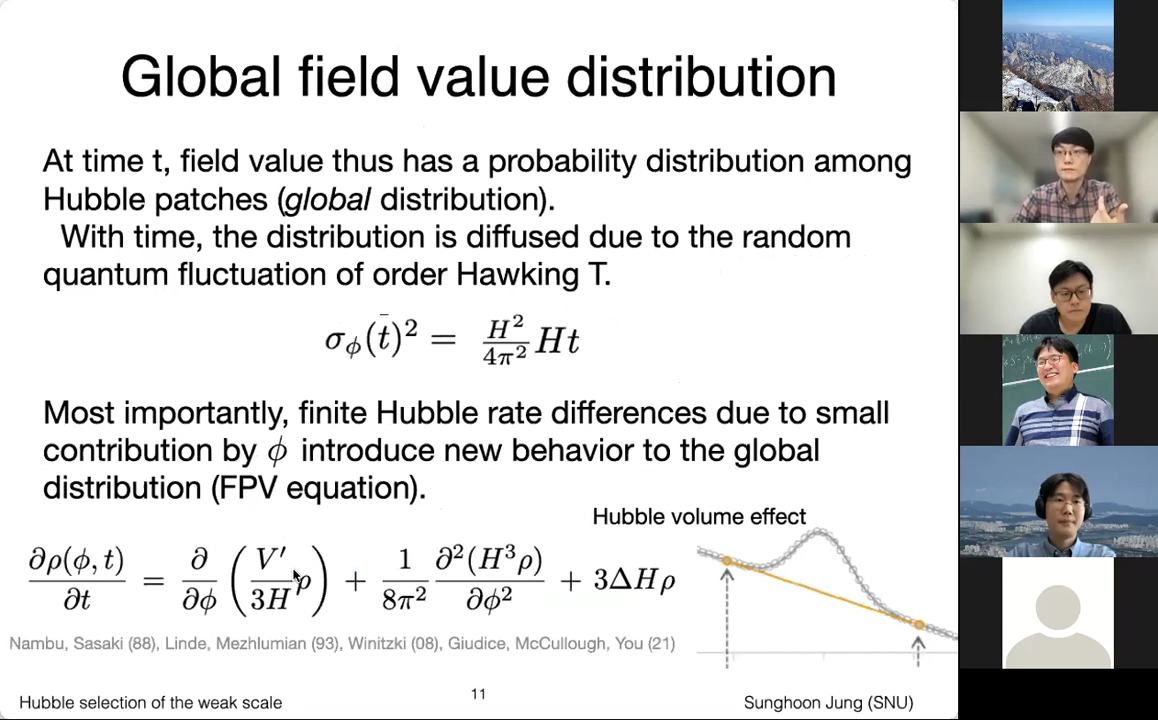 Global field value distribution
At time t, field value thus has a probability distribution among
Hubble patches (global distribution).
With time, the distribution is diffused due to the random
quantum fluctuation of order Hawking T.
σ_ϕ(t̄)² = H²/4π² Ht
Most importantly, finite Hubble rate differences due to small
contribution by ϕ introduce new behavior to the global
distribution (FPV equation).
Hubble volume effect
∂ρ(ϕ, t)/∂t = ∂/∂ϕ (V′/3H ρ) + 1/8π² ∂²(H³ρ)/∂ϕ² + 3ΔHρ
Nambu, Sasaki (88), Linde, Mezhlumian (93), Winitzki (08), Giudice, McCullough, You (21)
Hubble selection of the weak scale
11
Sunghoon Jung (SNU)